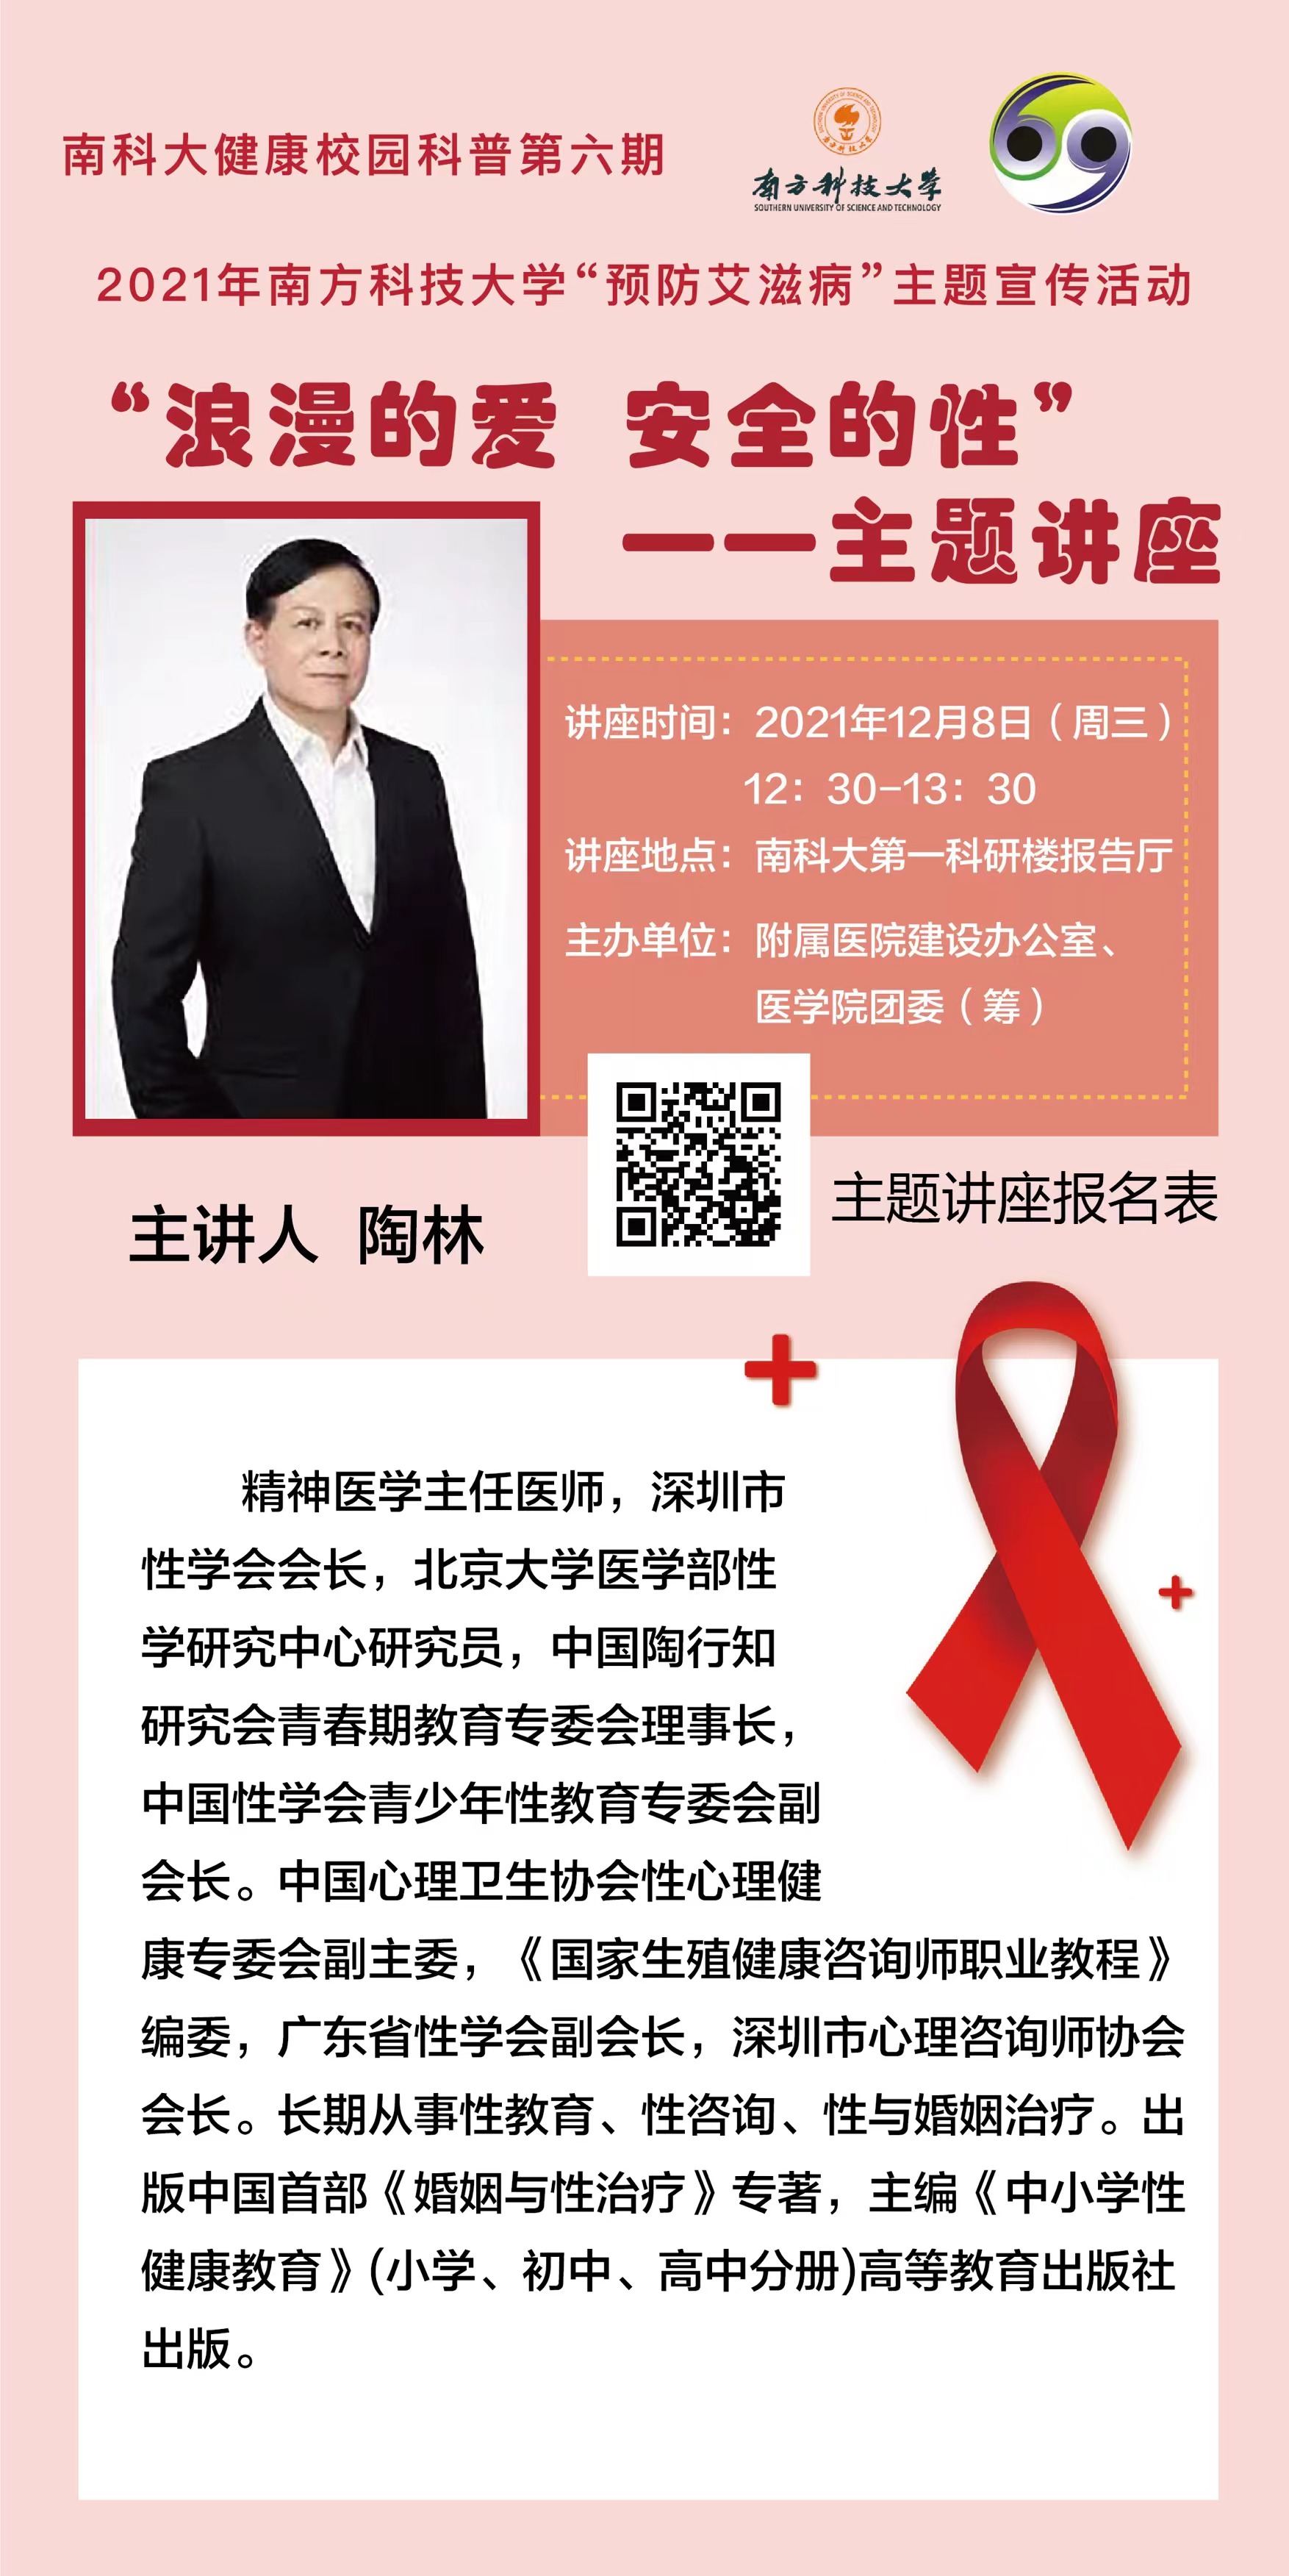 南科大健康校园科普第六期
南方科技大学
SOUTHERN UNIVERSITY OF SCIENCE AND TECHNOLOGY
2021年南方科技大学“预防艾滋病”主题宣传活动
“浪漫的爱 安全的性”
——主题讲座
讲座时间：2021年12月8日（周三）
12：30-13：30
讲座地点：南科大第一科研楼报告厅
主办单位：附属医院建设办公室、
医学院团委（筹）
主讲人 陶林
主题讲座报名表
精神医学主任医师，深圳市
性学会会长，北京大学医学部性
学研究中心研究员，中国陶行知
研究会青春期教育专委会理事长，
中国性学会青少年性教育专委会副
会长。中国心理卫生协会性心理健
康专委会副主委，《国家生殖健康咨询师职业教程》
编委，广东省性学会副会长，深圳市心理咨询师协会
会长。长期从事性教育、性咨询、性与婚姻治疗。出
版中国首部《婚姻与性治疗》专著，主编《中小学性
健康教育》(小学、初中、高中分册)高等教育出版社
出版。